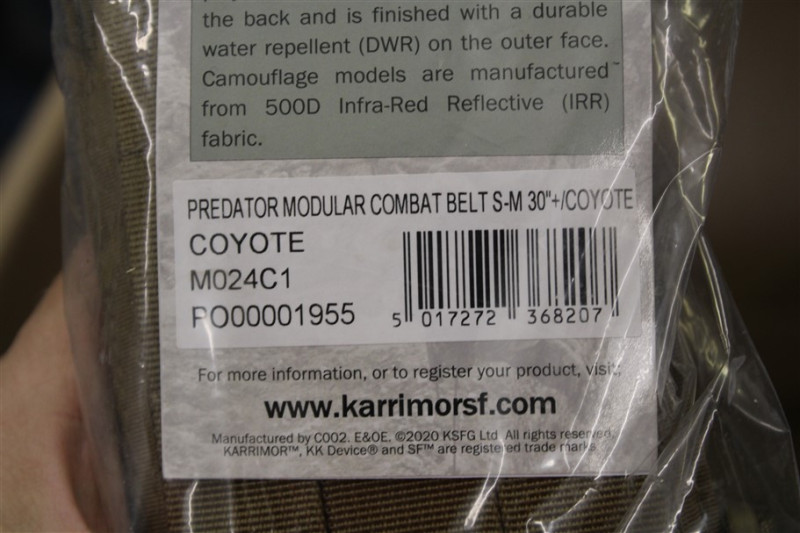 the back and is finished with a durable
water repellent (DWR) on the outer face.
Camouflage models are manufactured
from 500D Infra-Red Reflective (IRR)
fabric.
PREDATOR MODULAR COMBAT BELT S-M 30"+/COYOTE
COYOTE
M024C1
PO00001955
5 017272 368207
For more information, or to register your product, visit:
www.karrimorsf.com
Manufactured by C002. E&OE. ©2020 KSFG Ltd. All rights reserved.
KARRIMOR™, KK Device® and SF™ are registered trade marks.